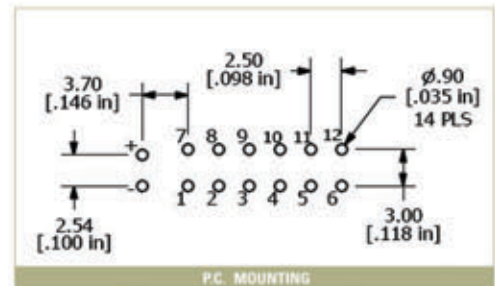 2.50
[.098 in]
3.70
[.146 in]
Ø.90
[.035 in]
14 PLS
+ 7 8 9 10 11 12
- 1 2 3 4 5 6
2.54
[.100 in]
3.00
[.118 in]
P.C. MOUNTING